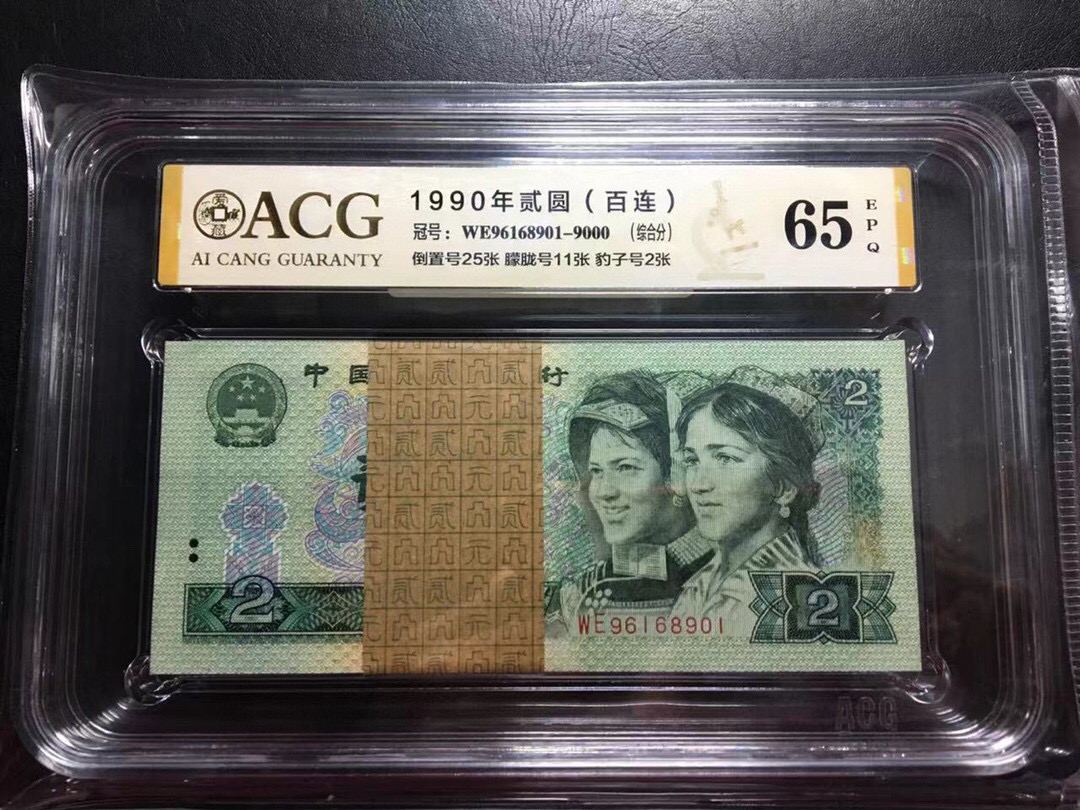 ACG
AI CANG GUARANTY
1990年贰圆（百连）
冠号：WE96168901-9000 （综合分）
倒置号25张 朦胧号11张 豹子号2张
65
EPQ
中国
行
2
2
2
WE96168901
ACG